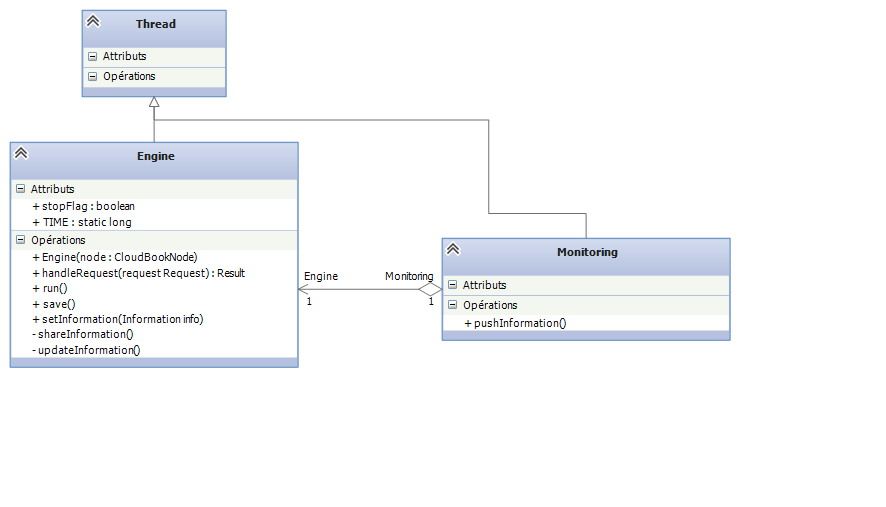 Thread
Attributs
Opérations
Engine
Attributs
+ stopFlag : boolean
+ TIME : static long
Opérations
+ Engine(node : CloudBookNode)
+ handleRequest(request Request) : Result
+ run()
+ save()
+ setInformation(Information info)
- shareInformation()
- updateInformation()
Engine
1
Monitoring
1
Monitoring
Attributs
Opérations
+ pushInformation()